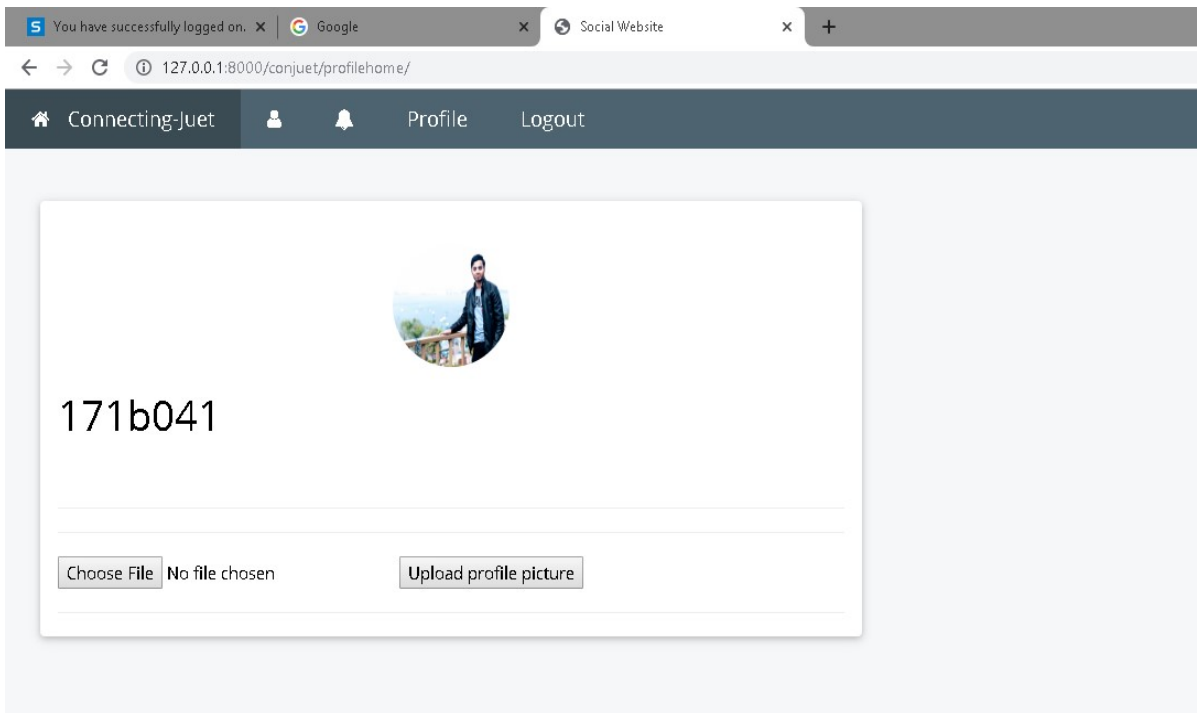 You have successfully logged on. Google Social Website
127.0.0.1:8000/conjuet/profilehome/
Connecting-Juet Profile Logout
171b041
Choose File No file chosen Upload profile picture